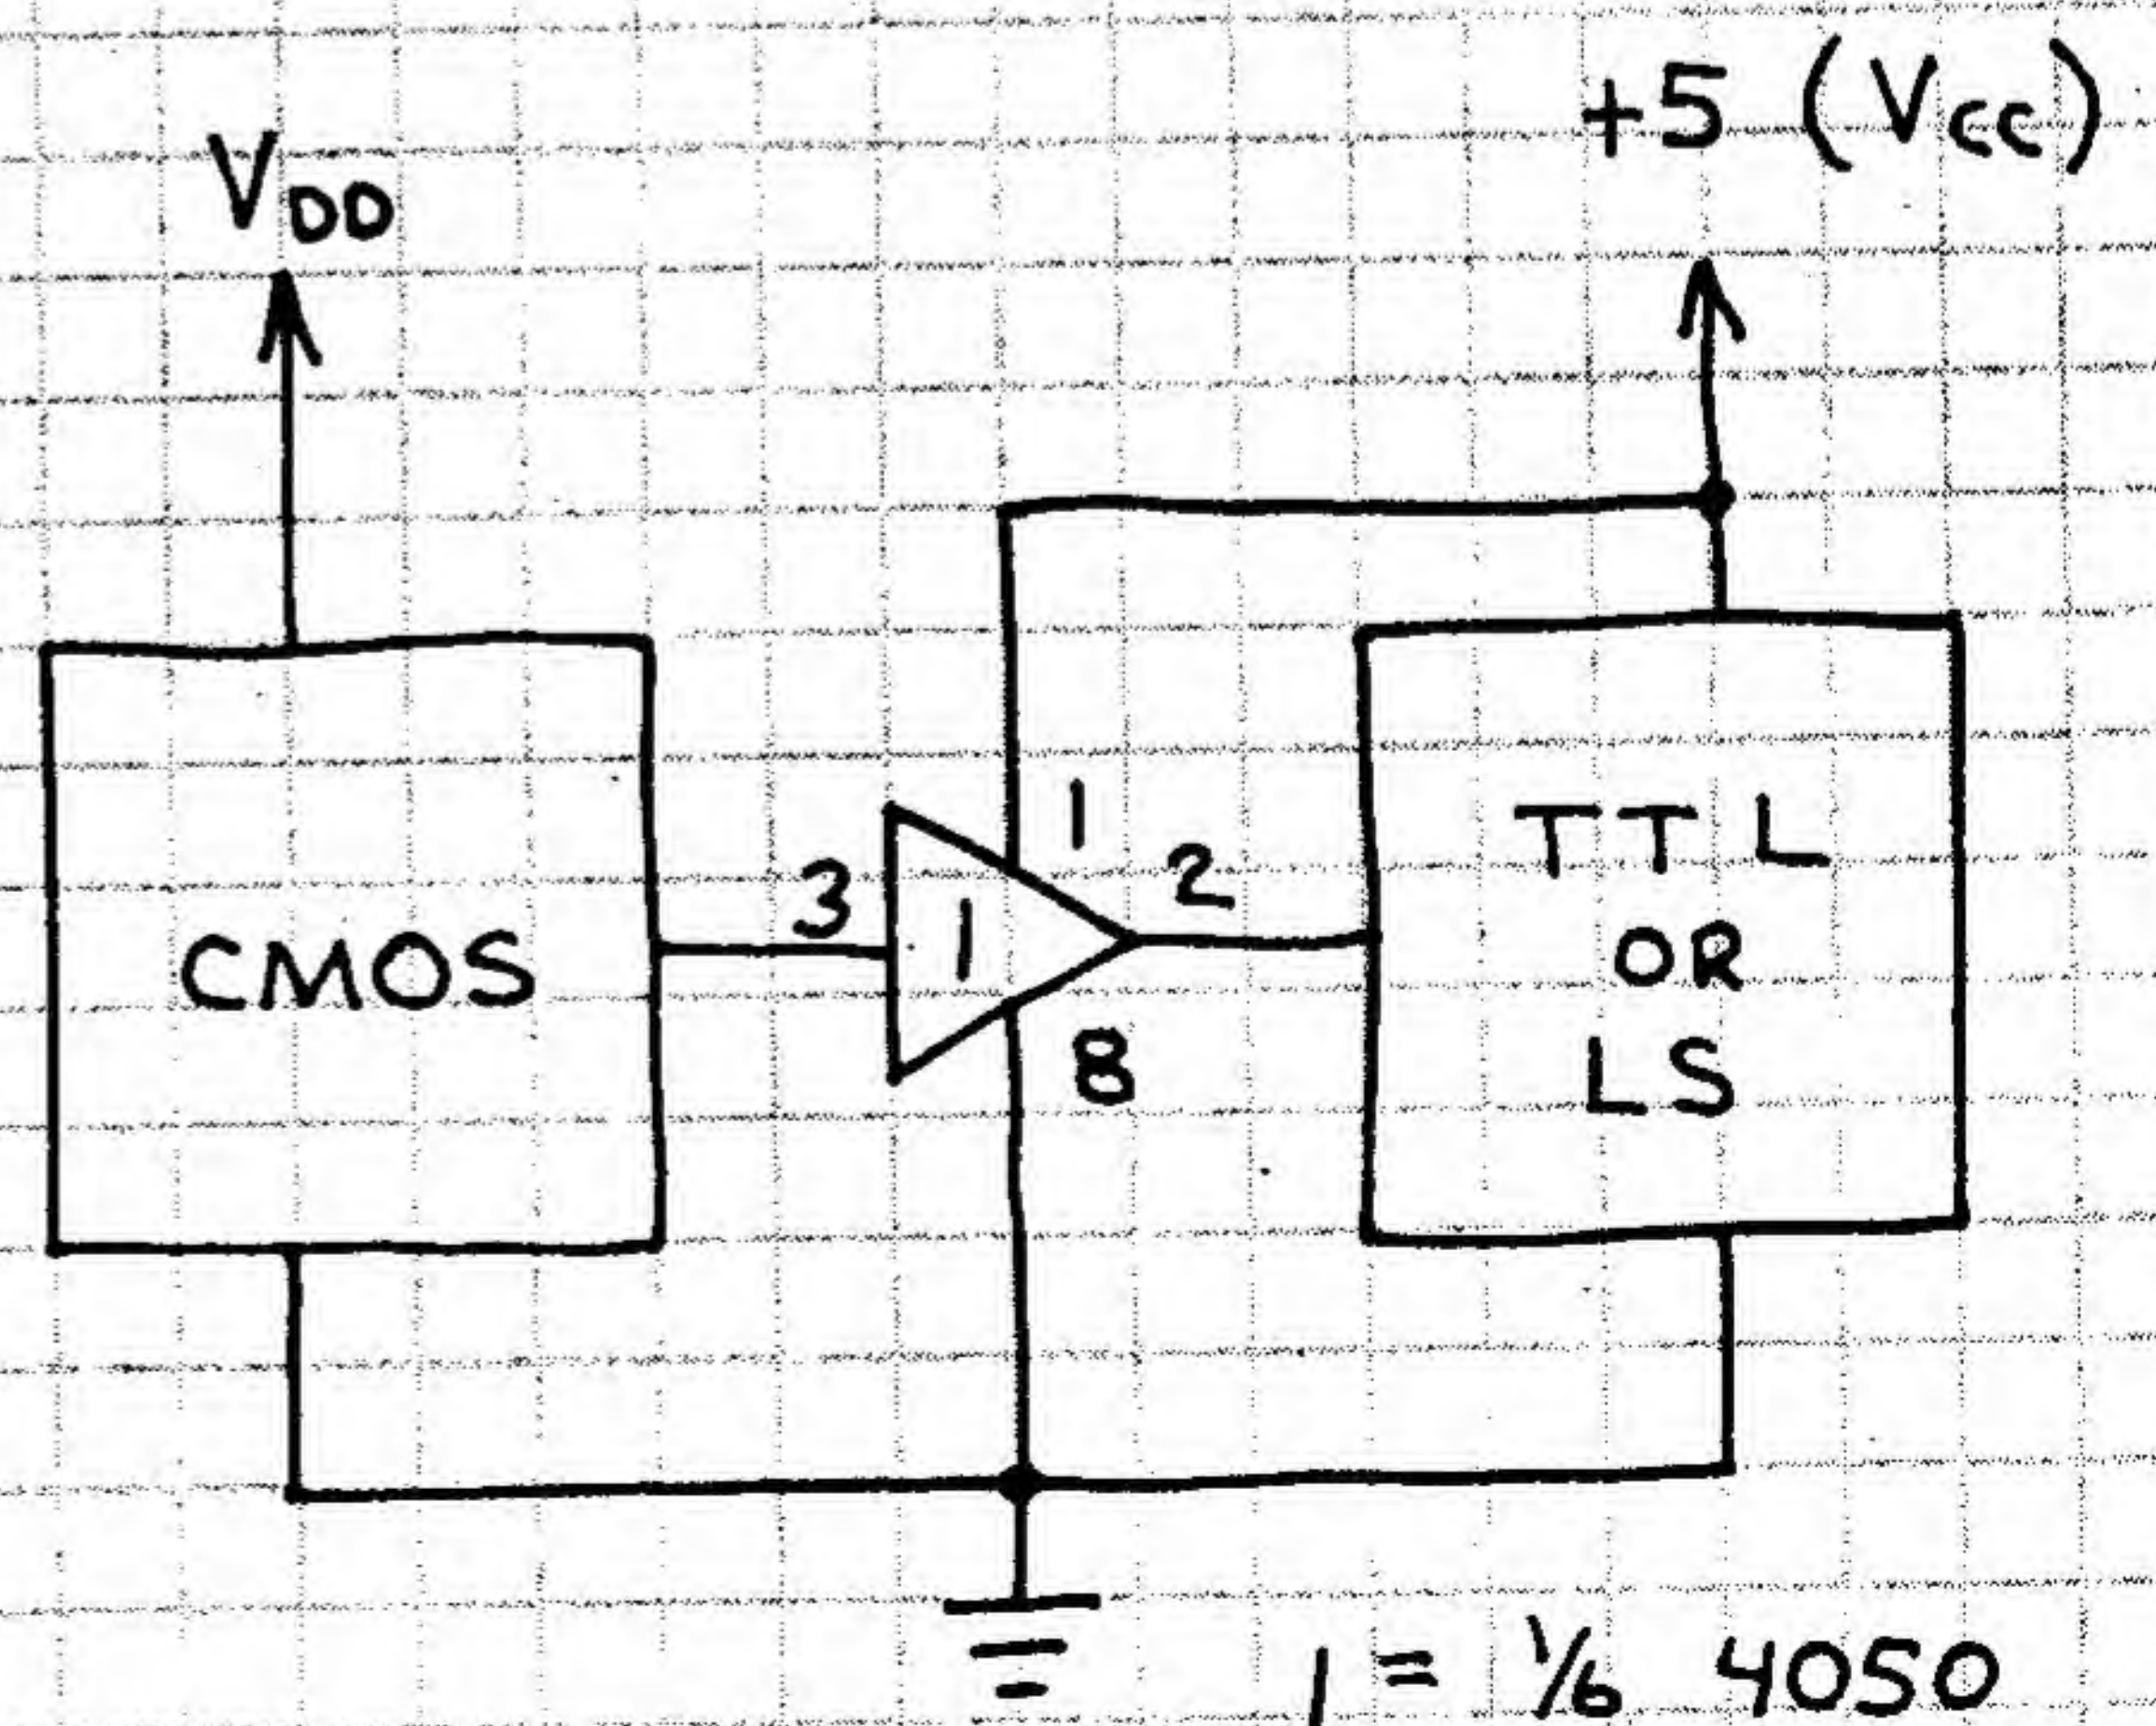 +5 (VCC)
VDD
1
3
2
1
CMOS
8
TTL
OR
LS
1 = 1/6 4050